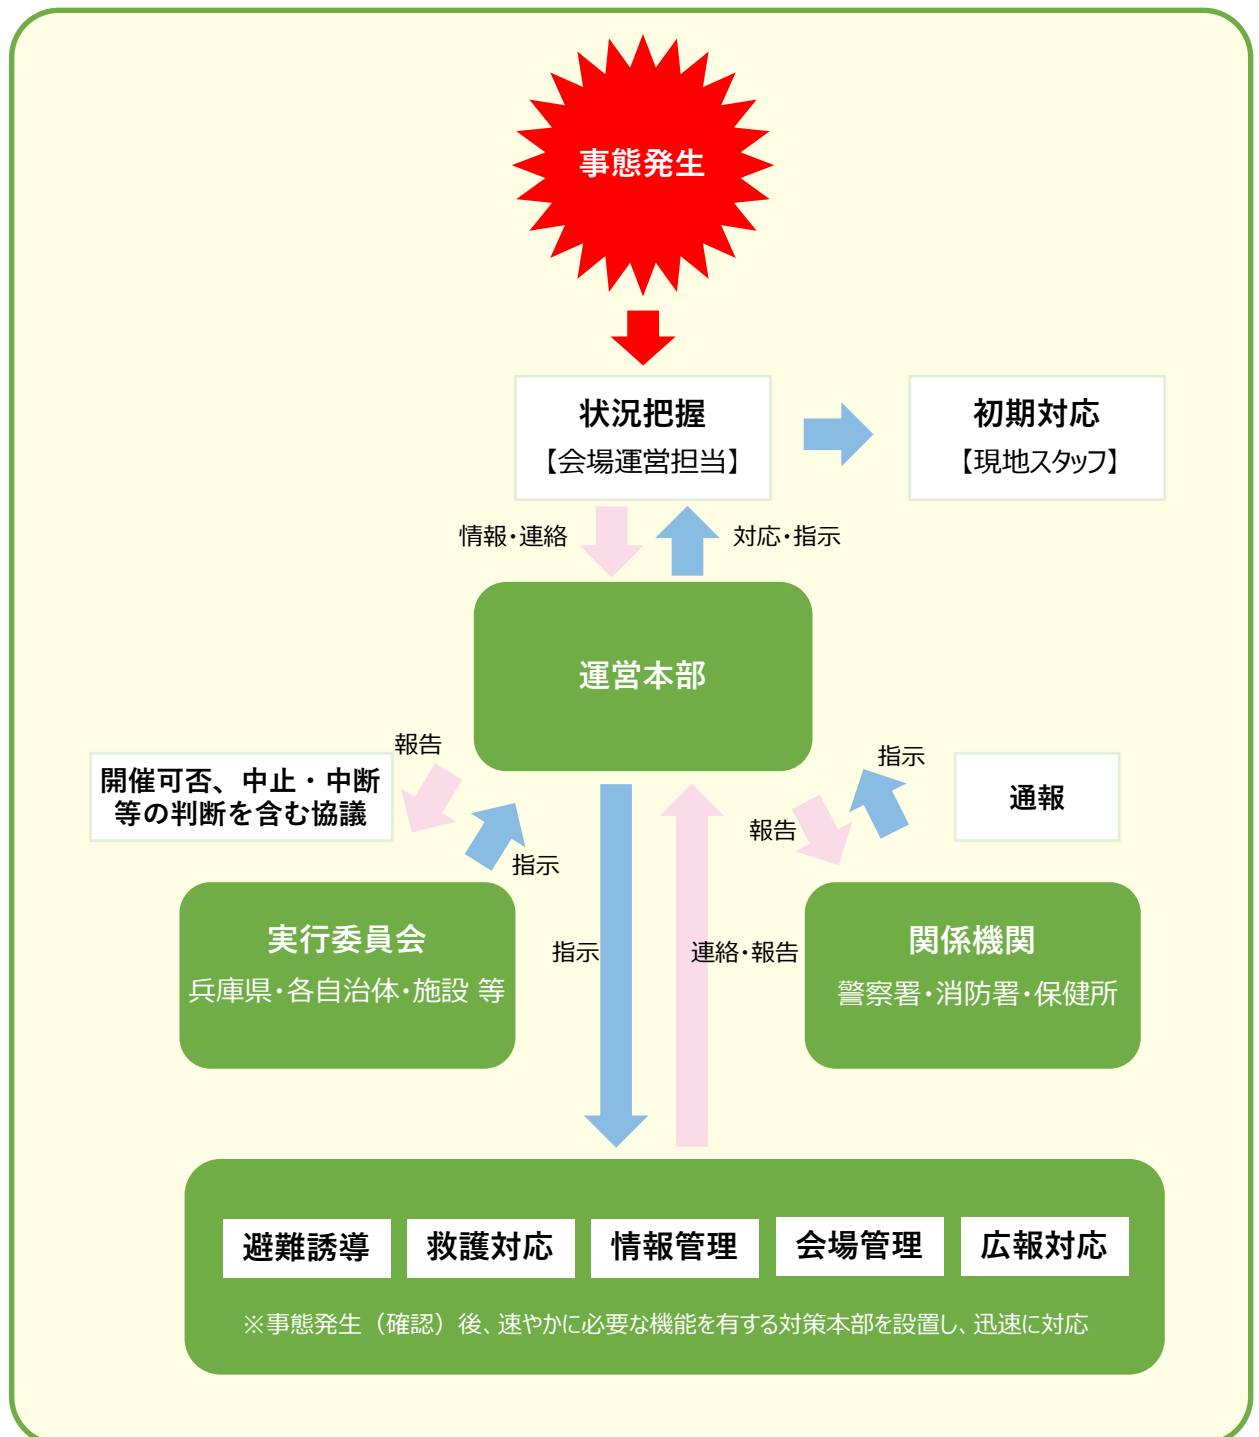 事態発生
状況把握
【会場運営担当】
初期対応
【現地スタッフ】
情報・連絡
対応・指示
運営本部
報告
指示
開催可否、中止・中断
等の判断を含む協議
通報
報告
指示
実行委員会
兵庫県・各自治体・施設 等
指示
連絡・報告
関係機関
警察署・消防署・保健所
避難誘導
救護対応
情報管理
会場管理
広報対応
※事態発生（確認）後、速やかに必要な機能を有する対策本部を設置し、迅速に対応